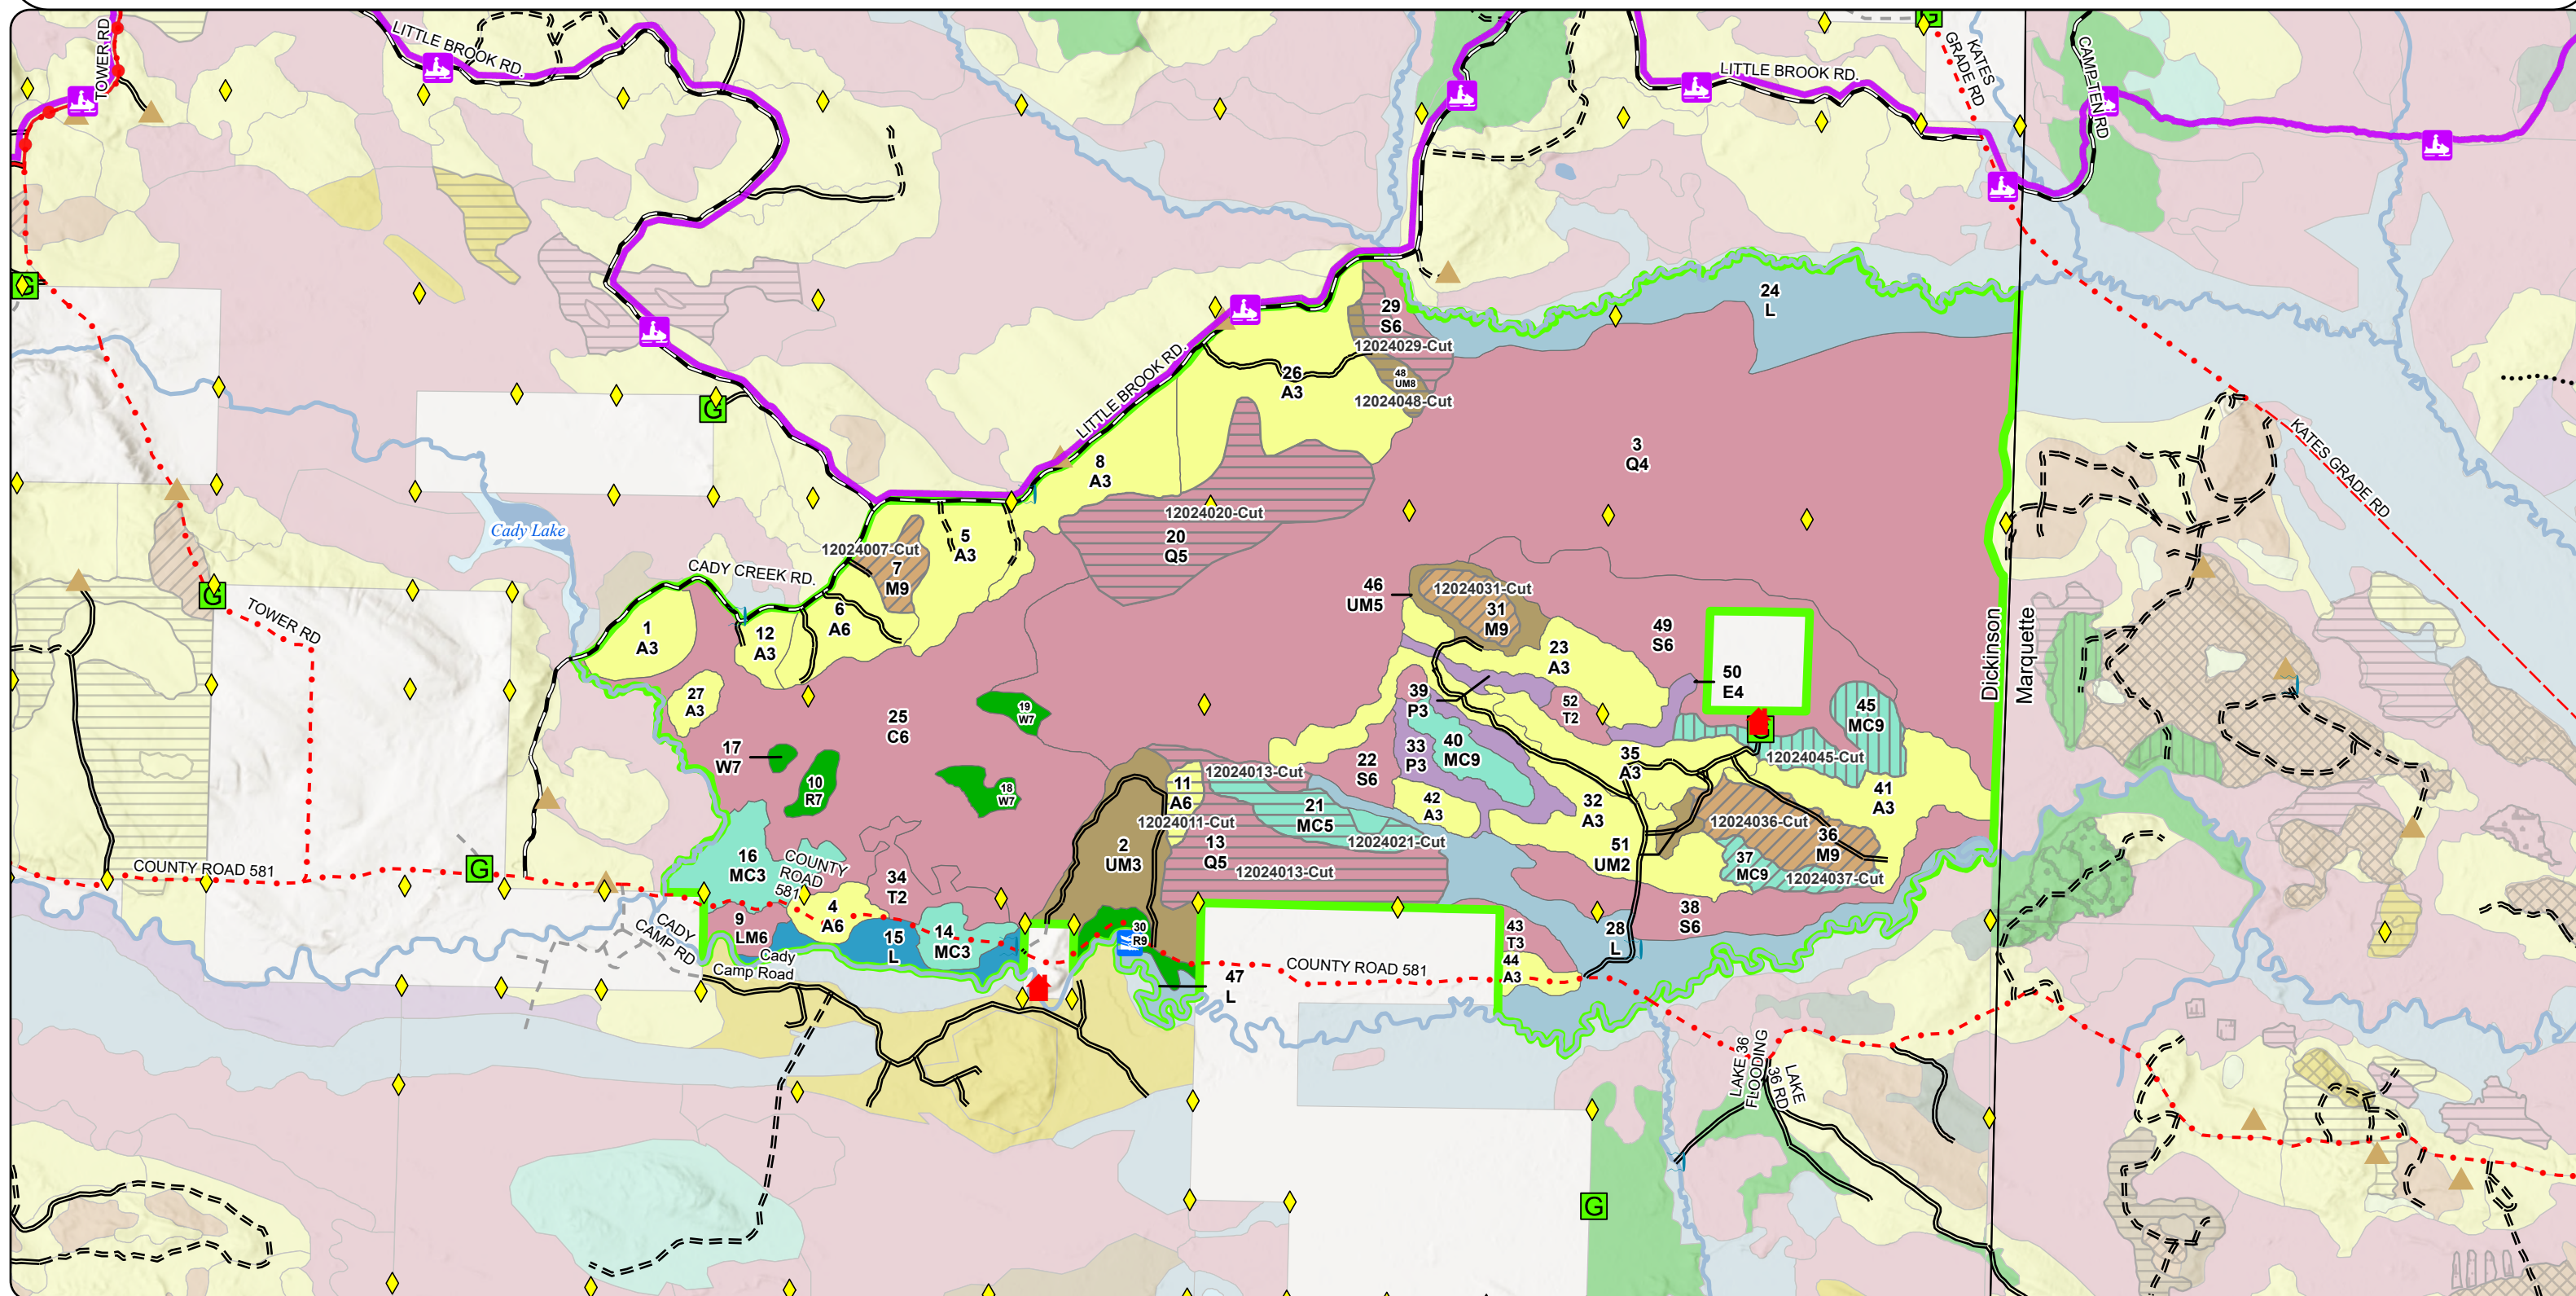 TOWER RD
LITTLE BROOK RD.
LITTLE BROOK RD.
KATES
GRADE RD
CAMP TEN RD
G
G
24
L
29
S6
12024029-Cut
48
UM8
12024048-Cut
26
A3
LITTLE BROOK RD.
G
KATES GRADE RD
3
Q4
8
A3
12024020-Cut
20
Q5
Cady Lake
5
A3
12024007-Cut
7
M9
CADY CREEK RD.
G
TOWER RD
1
A3
12
A3
6
A6
46
UM5
12024031-Cut
31
M9
23
A3
49
S6
50
E4
Dickinson
Marquette
27
A3
25
C6
19
W7
39
P3
52
T2
45
MC9
17
W7
10
R7
18
W7
22
S6
33
P3
40
MC9
35
A3
12024045-Cut
12024013-Cut
11
A6
21
MC5
42
A3
32
A3
41
A3
12024011-Cut
12024021-Cut
12024036-Cut
36
M9
2
UM3
13
Q5
12024013-Cut
51
UM2
37
MC9
12024037-Cut
COUNTY ROAD 581
G
16
MC3
COUNTY
ROAD
581
34
T2
4
A6
9
LM6
15
L
14
MC3
30
R9
38
S6
28
L
43
T3
44
A3
CADY
CAMP RD
Cady
Camp Road
47
L
COUNTY ROAD 581
LAKE 36
FLOODING
LAKE
36 RD
G